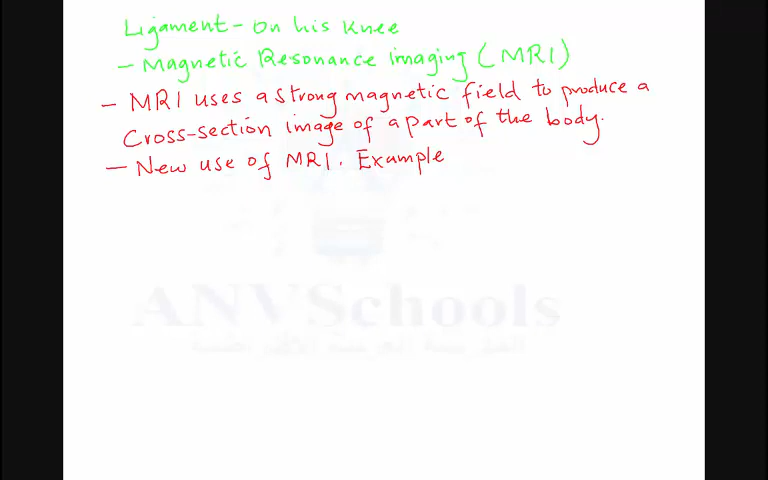 Ligament - On his Knee
- Magnetic Resonance imaging (MRI)
- MRI uses a strong magnetic field to produce a
Cross-section image of a part of the body.
- New use of MRI. Example
ANVSchools